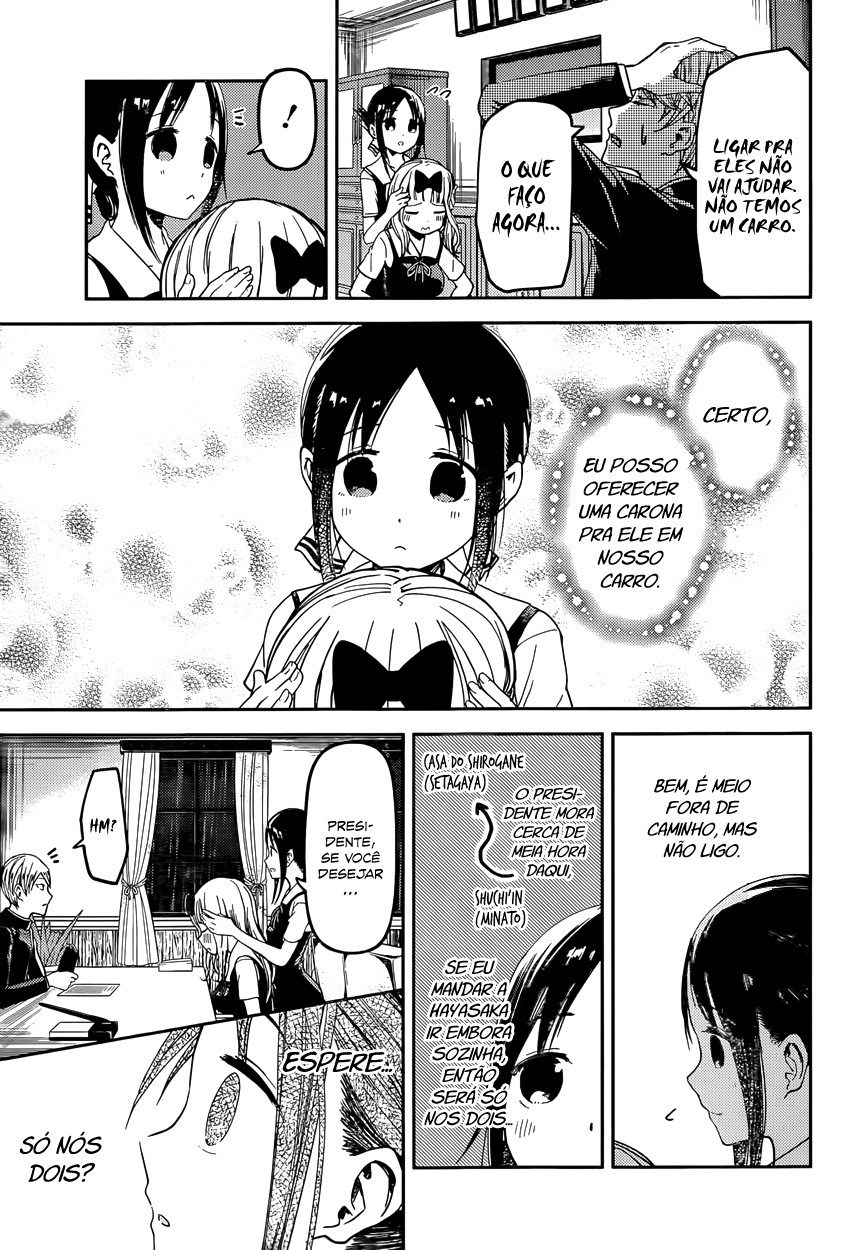 LIGAR PRA
ELES NÃO
VAI AJUDAR.
NÃO TEMOS
UM CARRO.
O QUE
FAÇO
AGORA...
!
CERTO,
EU POSSO
OFERECER
UMA CARONA
PRA ELE EM
NOSSO
CARRO.
BEM, É MEIO
FORA DE
CAMINHO, MAS
NÃO LIGO.
O PRESI-
DENTE MORA
CERCA DE
MEIA HORA
DAQUI,
CASA DO SHIROGANE
(SETAGAYA)
SHUCHI'IN
(MINATO)
SE EU
MANDAR A
HAYASAKA
IR EMBORA
SOZINHA,
ENTÃO
SERÁ SÓ
NOS DOIS...
PRESI-
DENTE,
SE VOCÊ
DESEJAR
...
HM?
ESPERE...
SÓ NÓS
DOIS?